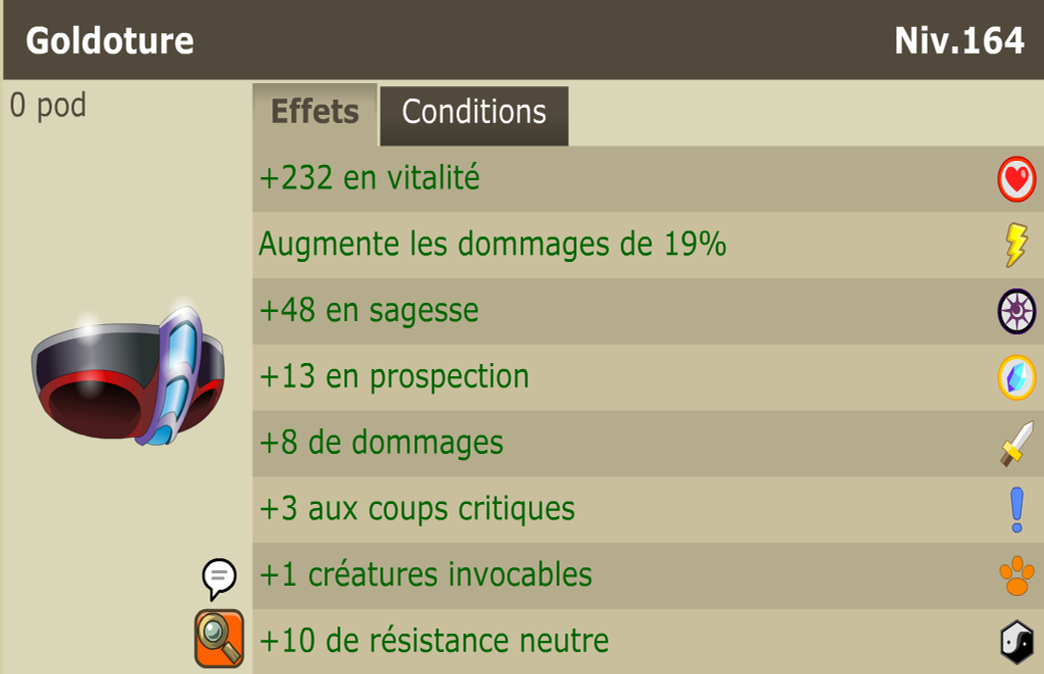 Goldoture
Niv.164
0 pod
Effets
Conditions
+232 en vitalité
Augmente les dommages de 19%
+48 en sagesse
+13 en prospection
+8 de dommages
+3 aux coups critiques
+1 créatures invocables
+10 de résistance neutre